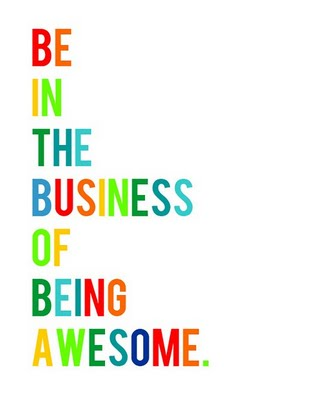 BE
IN
THE
BUSINESS
OF
BEING
AWESOME.